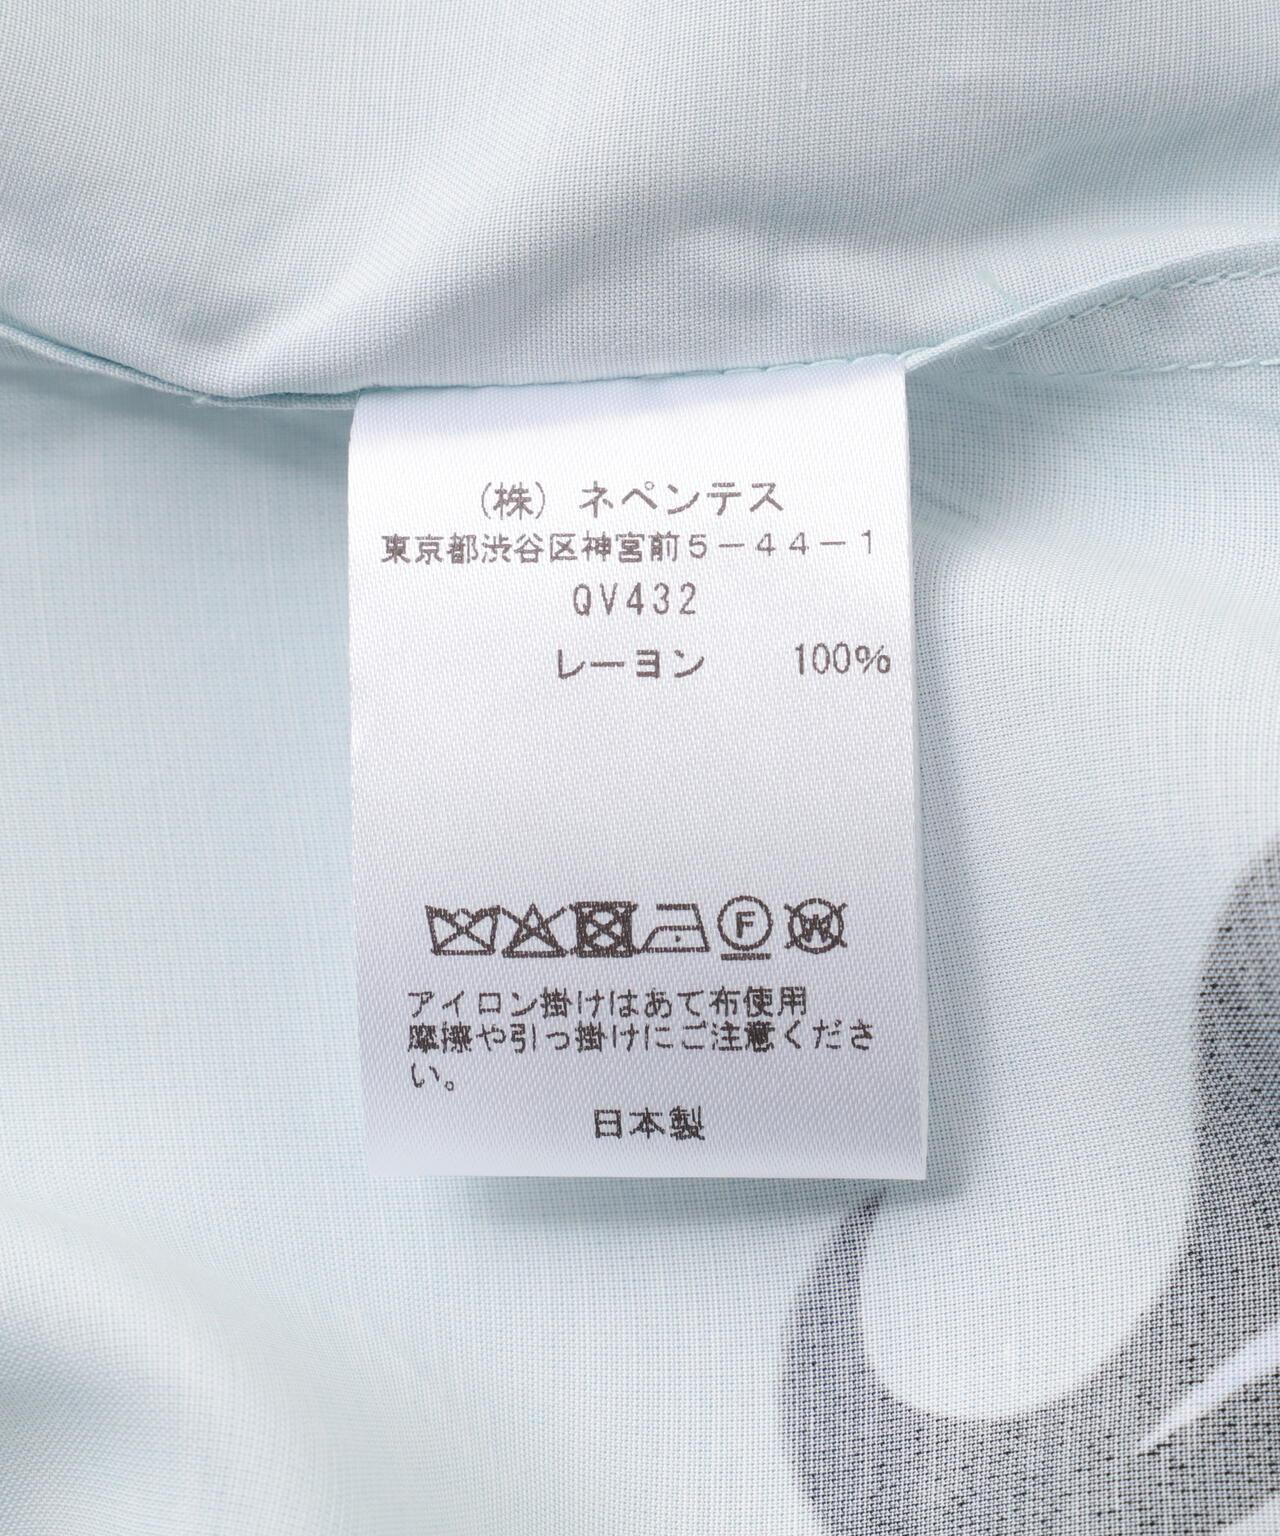 (株) ネペンテス
東京都渋谷区神宮前5-44-1
QV432
レーヨン 100%
F W
アイロン掛けはあて布使用
摩擦や引っ掛けにご注意くださ
い。
日本製